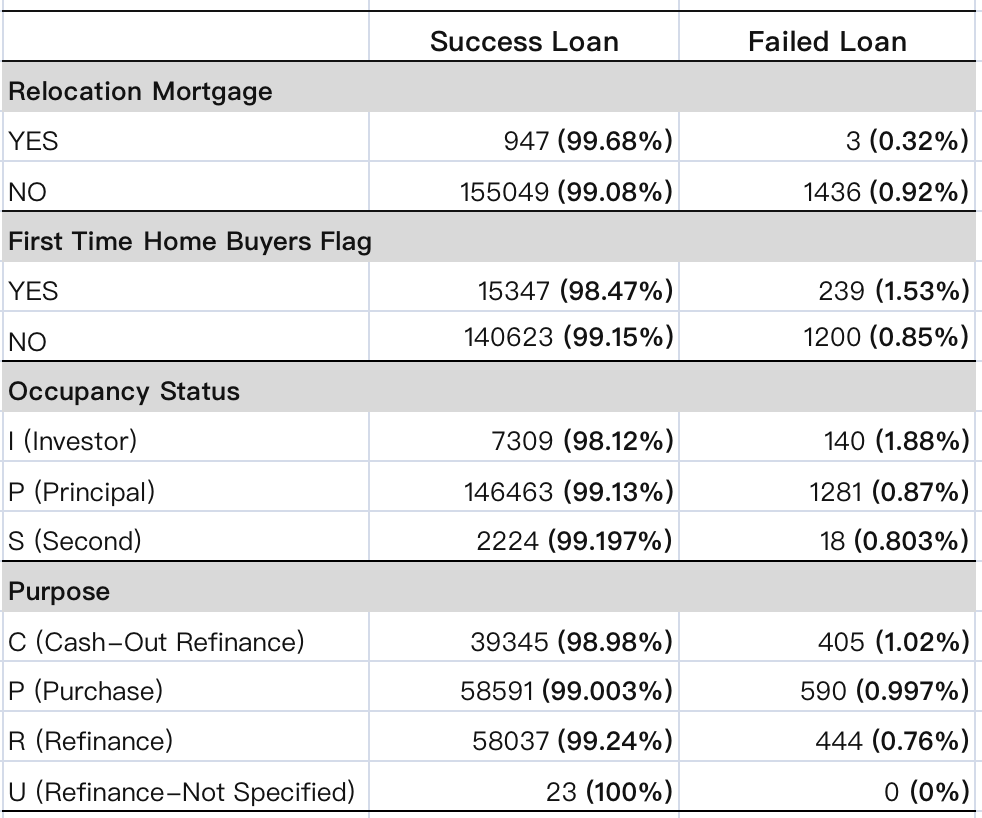 Success Loan Failed Loan
Relocation Mortgage
YES 947 (99.68%) 3 (0.32%)
NO 155049 (99.08%) 1436 (0.92%)
First Time Home Buyers Flag
YES 15347 (98.47%) 239 (1.53%)
NO 140623 (99.15%) 1200 (0.85%)
Occupancy Status
I (Investor) 7309 (98.12%) 140 (1.88%)
P (Principal) 146463 (99.13%) 1281 (0.87%)
S (Second) 2224 (99.197%) 18 (0.803%)
Purpose
C (Cash-Out Refinance) 39345 (98.98%) 405 (1.02%)
P (Purchase) 58591 (99.003%) 590 (0.997%)
R (Refinance) 58037 (99.24%) 444 (0.76%)
U (Refinance-Not Specified) 23 (100%) 0 (0%)